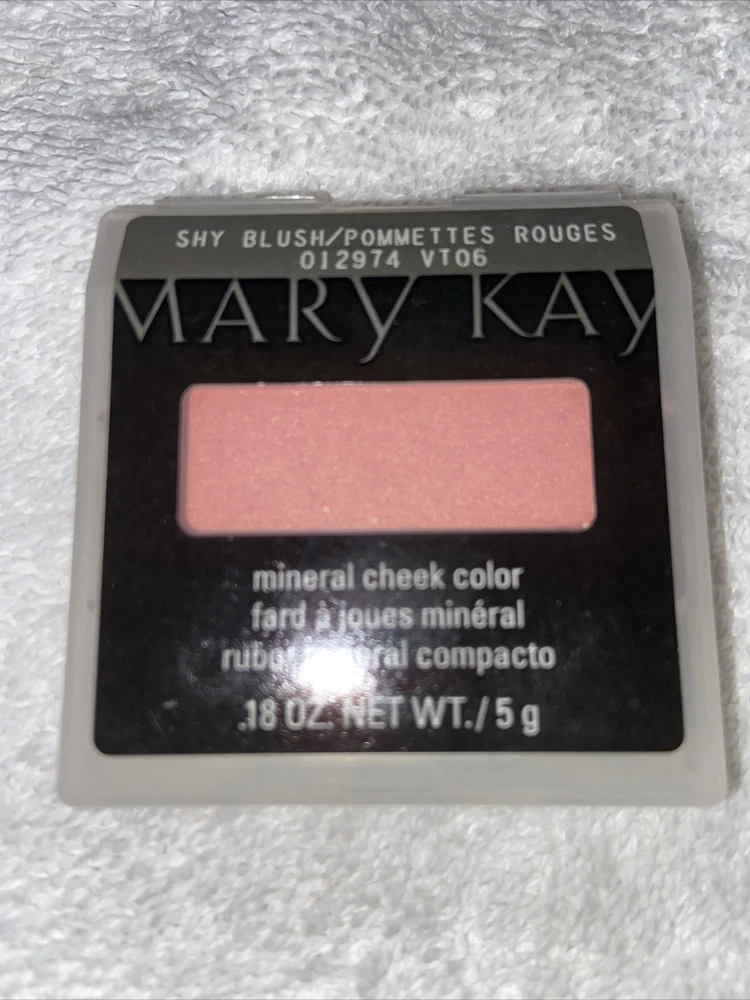 SHY BLUSH/POMMETTES ROUGES
012974 VT06
MARY KAY
mineral cheek color
fard à joues minéral
compacto
.18 OZ. NET WT./ 5 g